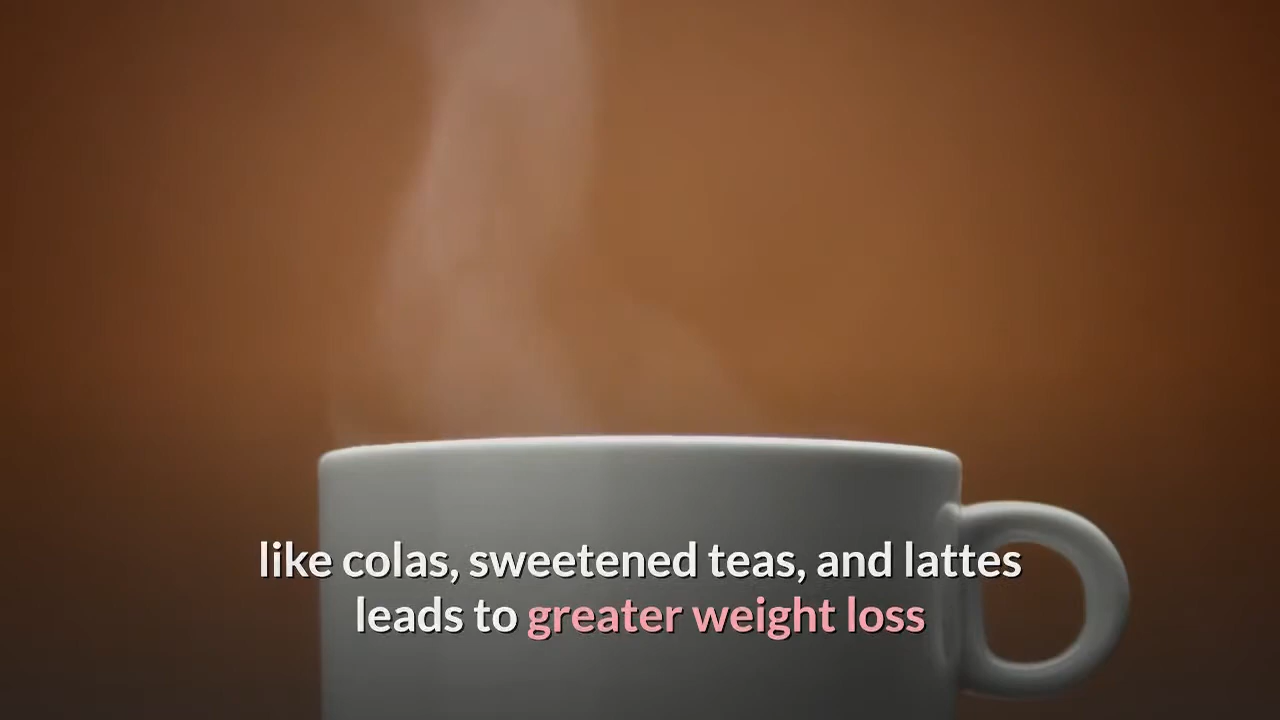 like colas, sweetened teas, and lattes
leads to greater weight loss